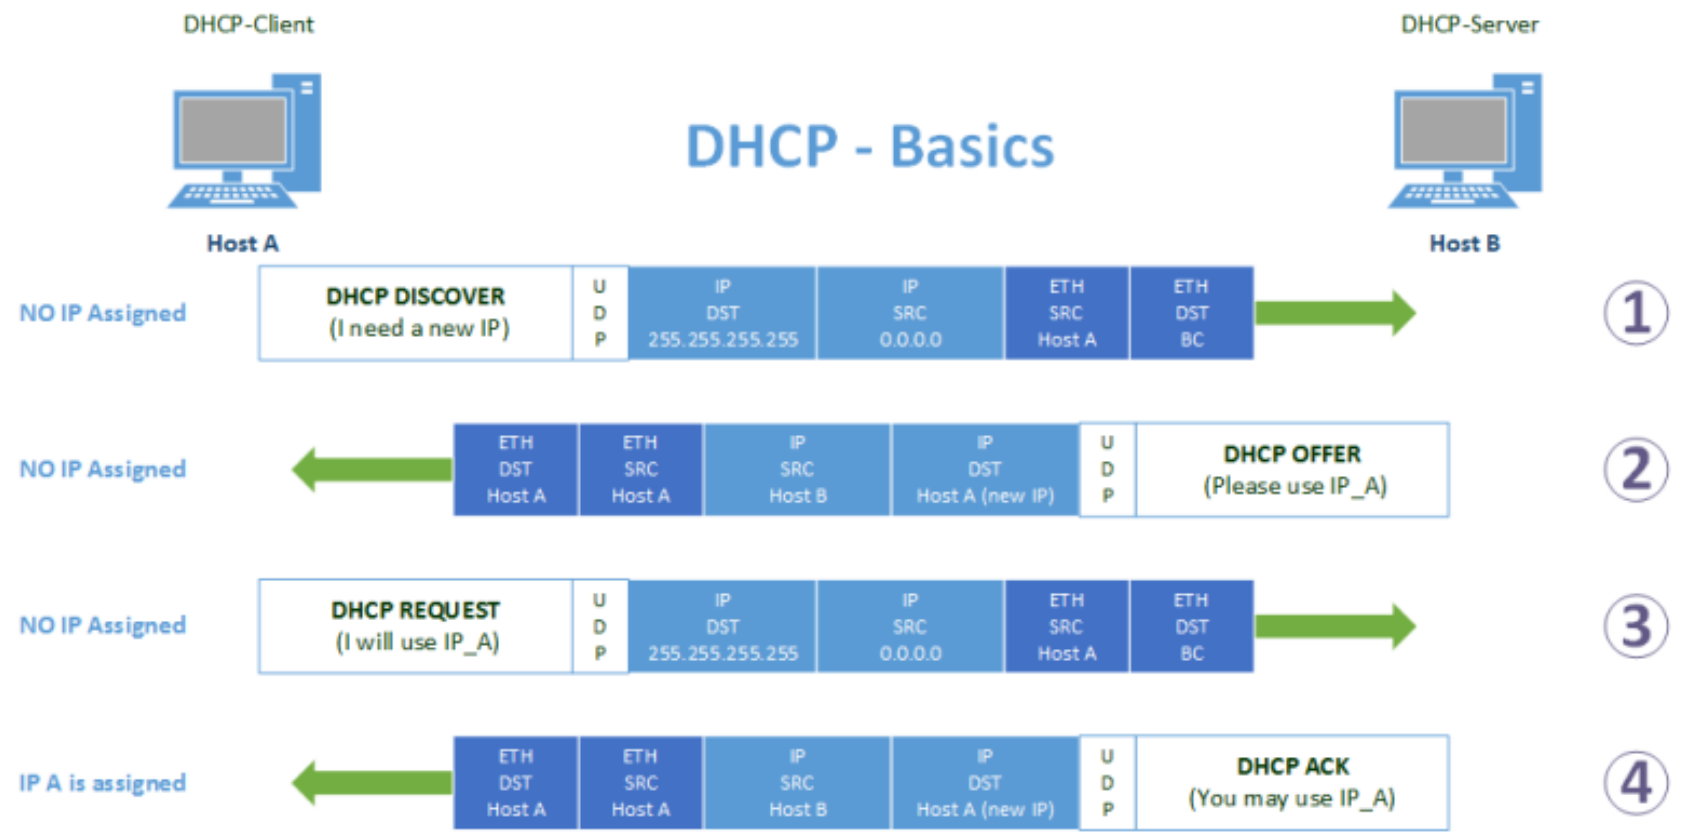 DHCP-Client
DHCP-Server
DHCP - Basics
Host A
Host B
NO IP Assigned
DHCP DISCOVER
(I need a new IP)
U
D
P
IP
DST
255.255.255.255
IP
SRC
0.0.0.0
ETH
SRC
Host A
ETH
DST
BC
1
NO IP Assigned
ETH
DST
Host A
ETH
SRC
Host A
IP
SRC
Host B
IP
DST
Host A (new IP)
U
D
P
DHCP OFFER
(Please use IP_A)
2
NO IP Assigned
DHCP REQUEST
(I will use IP_A)
U
D
P
IP
DST
255.255.255.255
IP
SRC
0.0.0.0
ETH
SRC
Host A
ETH
DST
BC
3
IP A is assigned
ETH
DST
Host A
ETH
SRC
Host A
IP
SRC
Host B
IP
DST
Host A (new IP)
U
D
P
DHCP ACK
(You may use IP_A)
4